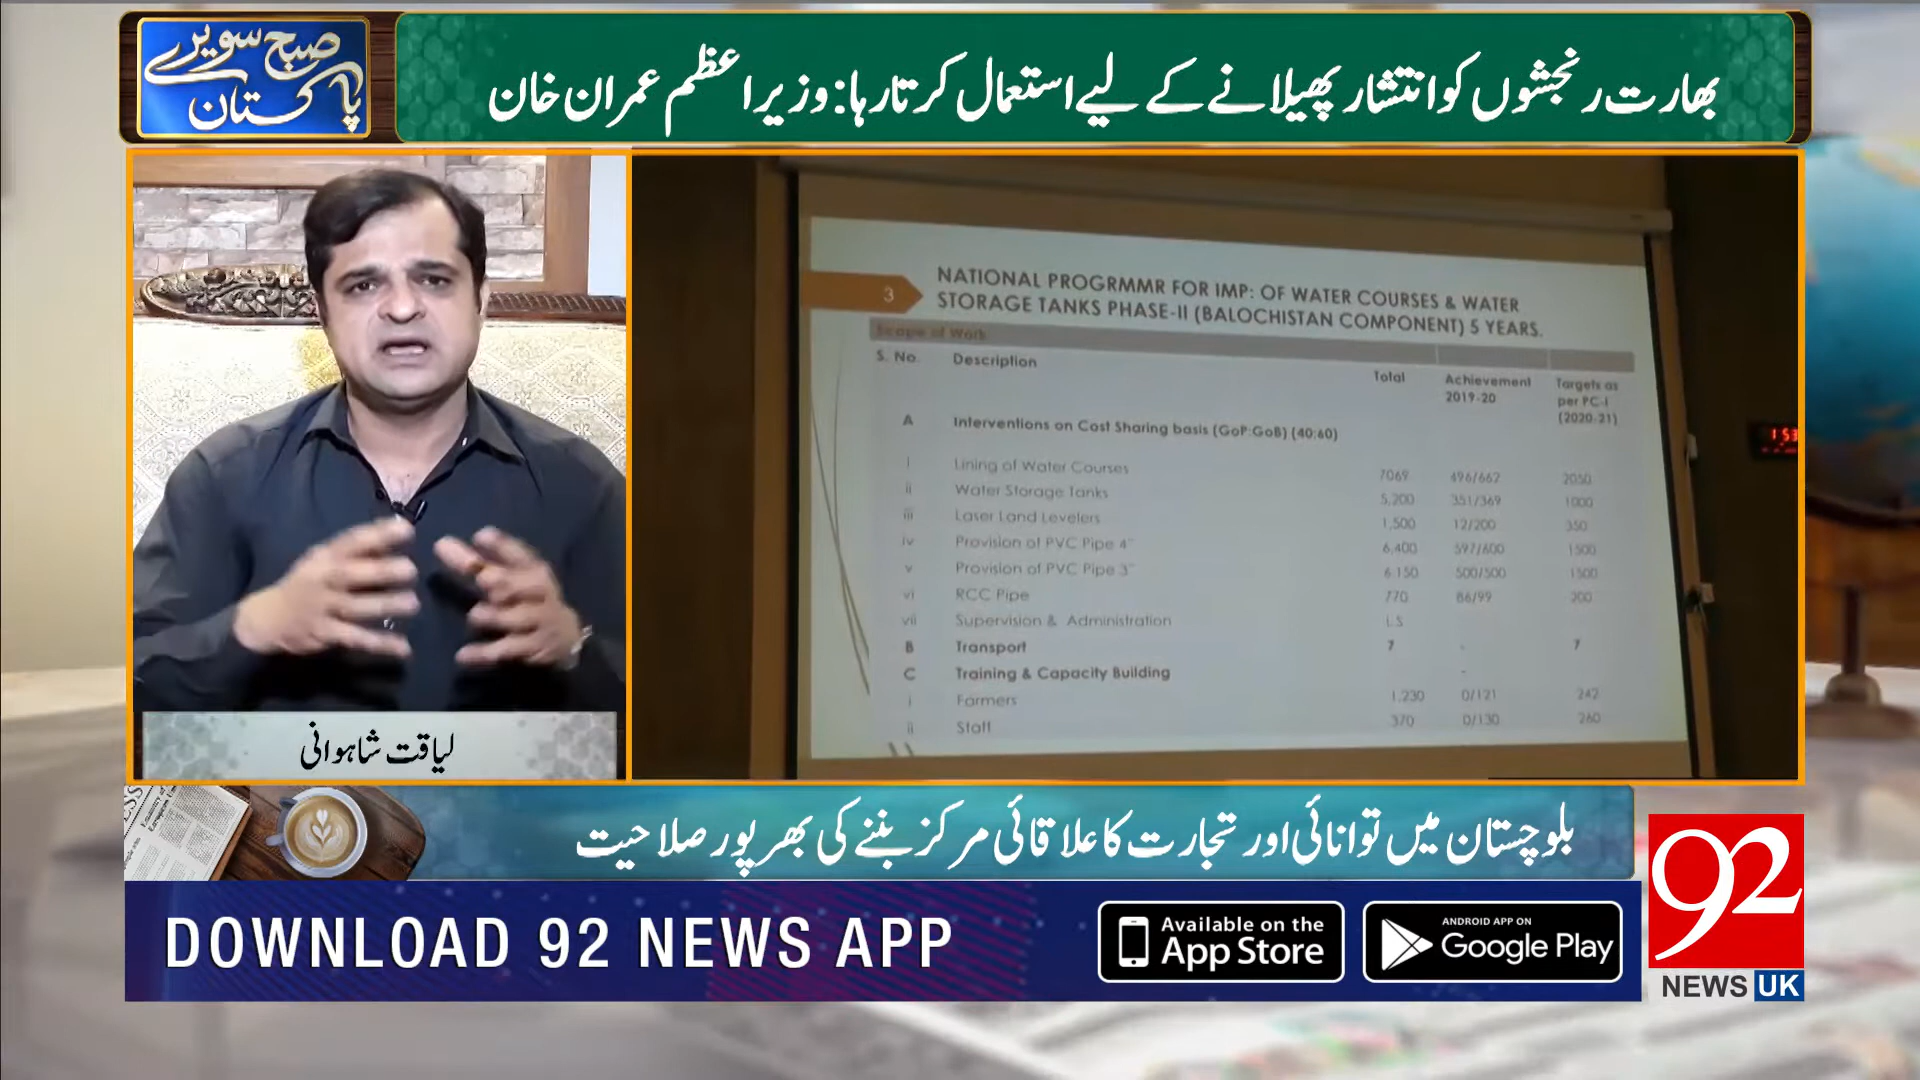 صبح سویرے
پاکستان
بھارت رنجشوں کو انتشار پھیلانے کے لیے استعمال کرتا رہا: وزیراعظم عمران خان
3
NATIONAL PROGRMMR FOR IMP: OF WATER COURSES & WATER
STORAGE TANKS PHASE-II (BALOCHISTAN COMPONENT) 5 YEARS.
Scope of Work
S. No. Description Total Achievement 2019-20 Targets as per PC-I (2020-21)
A Interventions on Cost Sharing basis (GoP:GoB) (40:60)
i Lining of Water Courses 7069 496/662 2050
ii Water Storage Tanks 5,200 351/369 1000
iii Laser Land Levelers 1,500 12/200 350
iv Provision of PVC Pipe 4" 6,400 597/600 1500
v Provision of PVC Pipe 3" 6,150 500/500 1500
vi RCC Pipe 770 86/99 200
vii Supervision & Administration LS
B Transport 7 - 7
C Training & Capacity Building -
i Farmers 1,230 0/121 242
ii Staff 370 0/130 260
لیاقت شاہوانی
بلوچستان میں توانائی اور تجارت کا علاقائی مرکز بننے کی بھرپور صلاحیت
DOWNLOAD 92 NEWS APP
Available on the
App Store
ANDROID APP ON
Google Play
92
NEWS UK